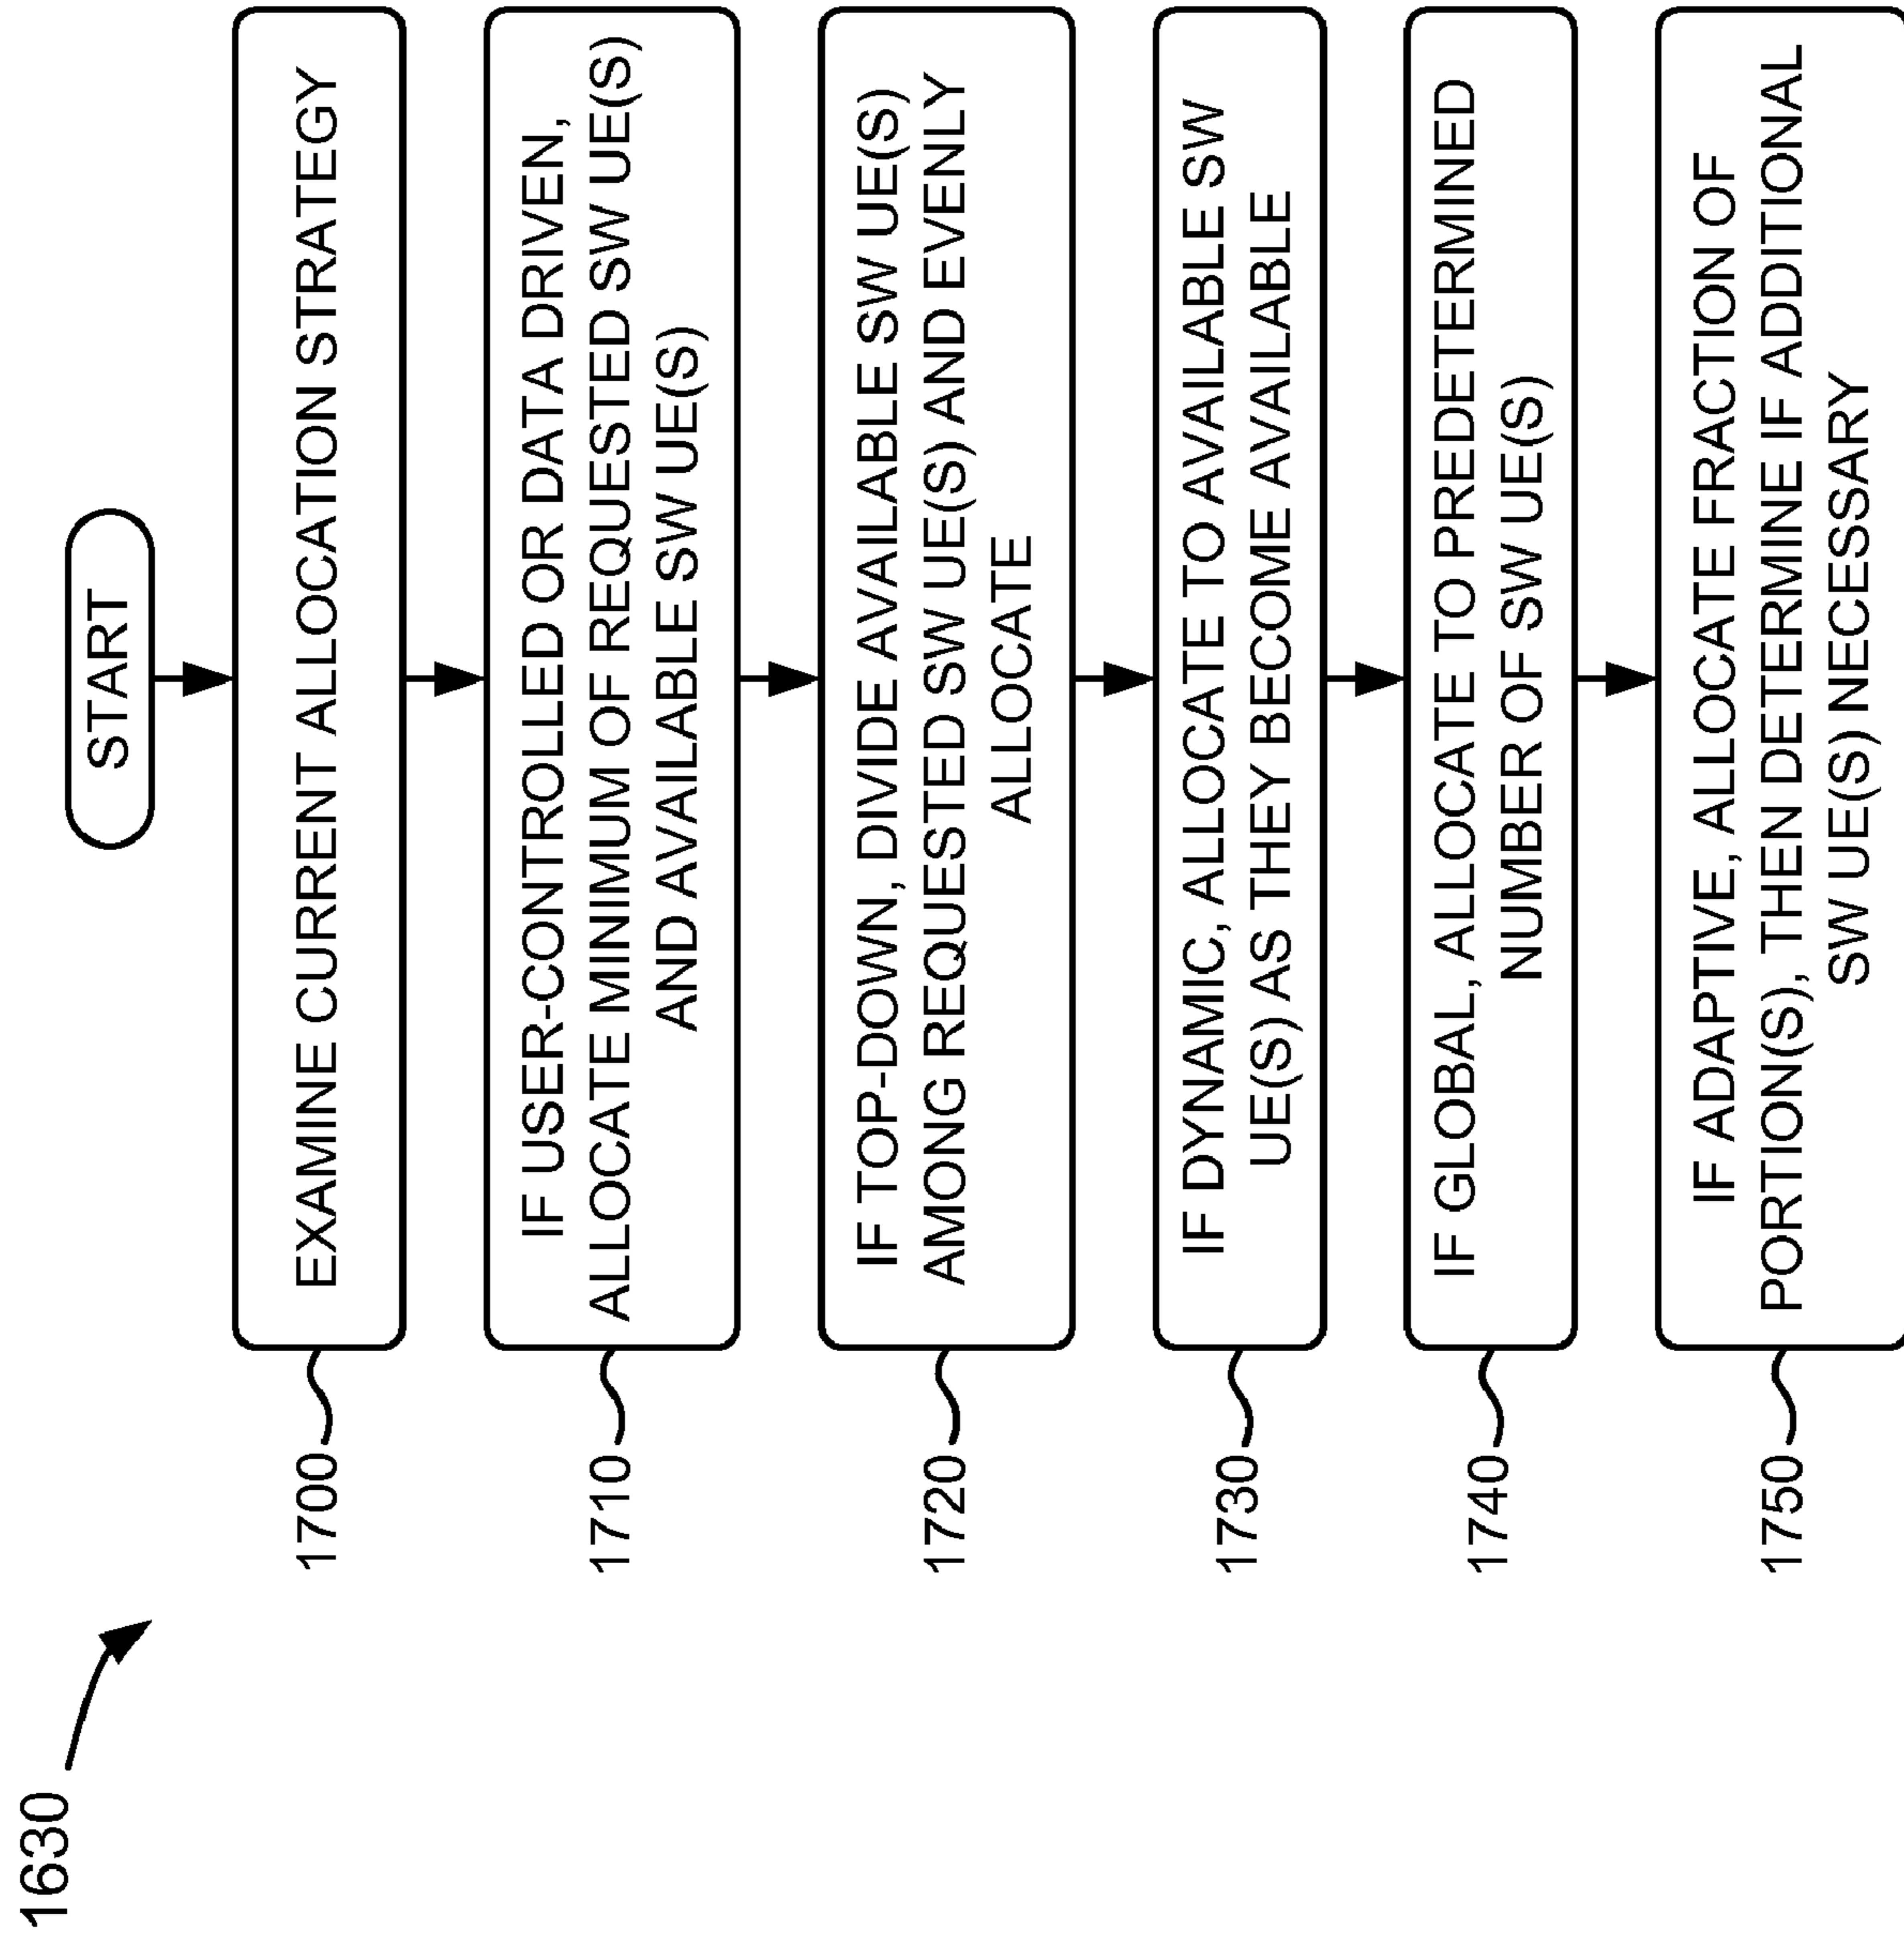 1630
START
1700
EXAMINE CURRENT ALLOCATION STRATEGY
1710
IF USER-CONTROLLED OR DATA DRIVEN,
ALLOCATE MINIMUM OF REQUESTED SW UE(S)
AND AVAILABLE SW UE(S)
1720
IF TOP-DOWN, DIVIDE AVAILABLE SW UE(S)
AMONG REQUESTED SW UE(S) AND EVENLY
ALLOCATE
1730
IF DYNAMIC, ALLOCATE TO AVAILABLE SW
UE(S) AS THEY BECOME AVAILABLE
1740
IF GLOBAL, ALLOCATE TO PREDETERMINED
NUMBER OF SW UE(S)
1750
IF ADAPTIVE, ALLOCATE FRACTION OF
PORTION(S), THEN DETERMINE IF ADDITIONAL
SW UE(S) NECESSARY